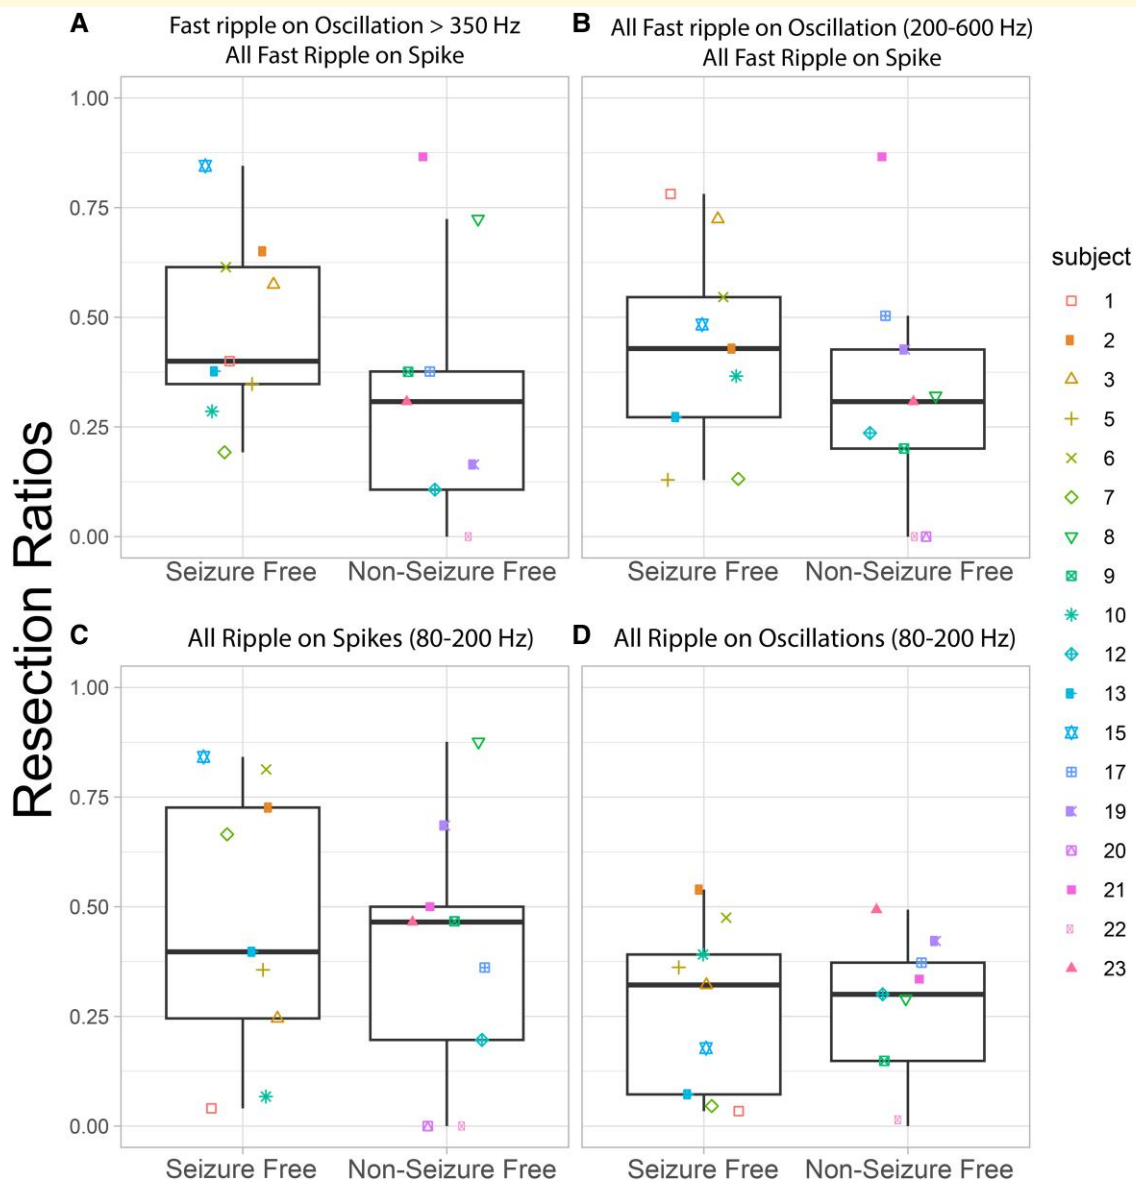 A
Fast ripple on Oscillation > 350 Hz
All Fast Ripple on Spike
B
All Fast ripple on Oscillation (200-600 Hz)
All Fast Ripple on Spike
1.00
0.75
0.50
0.25
0.00
Seizure Free
Non-Seizure Free
Seizure Free
Non-Seizure Free
Resection Ratios
C
All Ripple on Spikes (80-200 Hz)
D
All Ripple on Oscillations (80-200 Hz)
1.00
0.75
0.50
0.25
0.00
Seizure Free
Non-Seizure Free
Seizure Free
Non-Seizure Free
subject
1
2
3
5
6
7
8
9
10
12
13
15
17
19
20
21
22
23